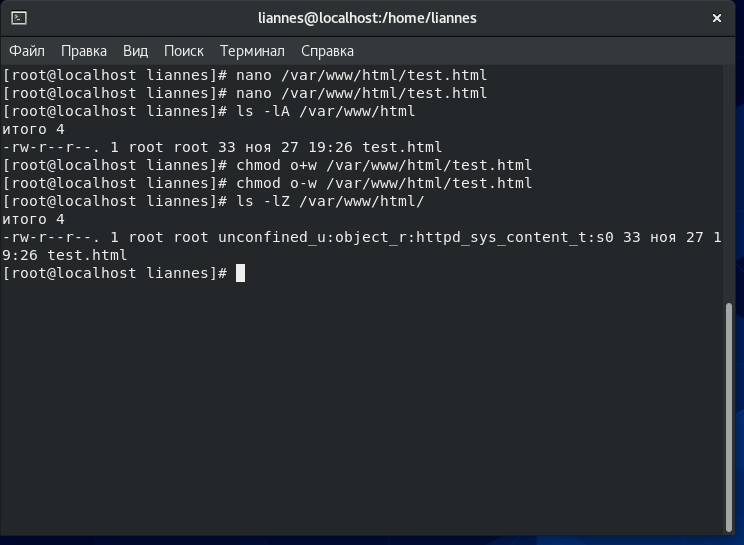 liannes@localhost:/home/liannes
Файл Правка Вид Поиск Терминал Справка
[root@localhost liannes]# nano /var/www/html/test.html
[root@localhost liannes]# nano /var/www/html/test.html
[root@localhost liannes]# ls -lA /var/www/html
итого 4
-rw-r--r--. 1 root root 33 ноя 27 19:26 test.html
[root@localhost liannes]# chmod o+w /var/www/html/test.html
[root@localhost liannes]# chmod o-w /var/www/html/test.html
[root@localhost liannes]# ls -lZ /var/www/html/
итого 4
-rw-r--r--. 1 root root unconfined_u:object_r:httpd_sys_content_t:s0 33 ноя 27 1
9:26 test.html
[root@localhost liannes]#